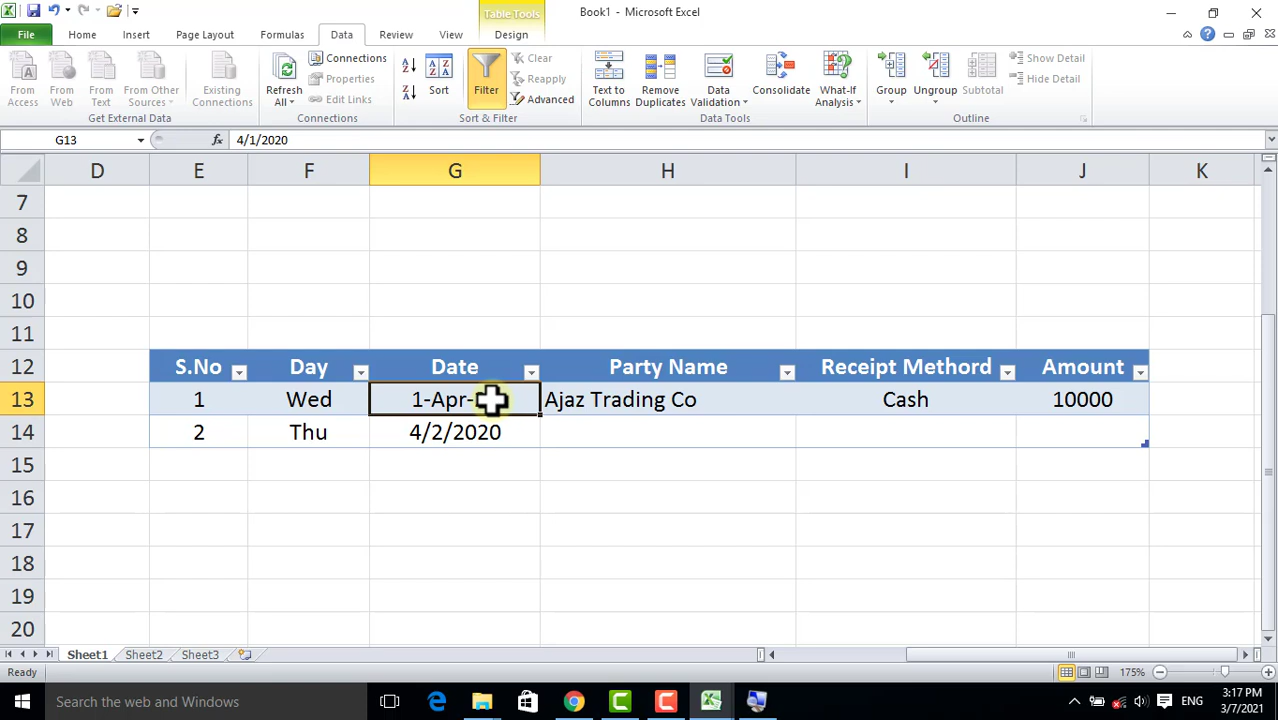 Table Tools
Book1 - Microsoft Excel
File Home Insert Page Layout Formulas Data Review View Design
From Access
From Web
From Text
From Other Sources
Existing Connections
Get External Data
Refresh All
Connections
Properties
Edit Links
Connections
Sort
Filter
Clear
Reapply
Advanced
Sort & Filter
Text to Columns
Remove Duplicates
Data Validation
Consolidate
What-If Analysis
Data Tools
Group
Ungroup
Subtotal
Show Detail
Hide Detail
Outline
G13 fx 4/1/2020
D E F G H I J K
7
8
9
10
11
12 S.No Day Date Party Name Receipt Methord Amount
13 1 Wed 1-Apr- Ajaz Trading Co Cash 10000
14 2 Thu 4/2/2020
15
16
17
18
19
20
Sheet1 Sheet2 Sheet3
Ready 175%
Search the web and Windows
ENG
3:17 PM
3/7/2021